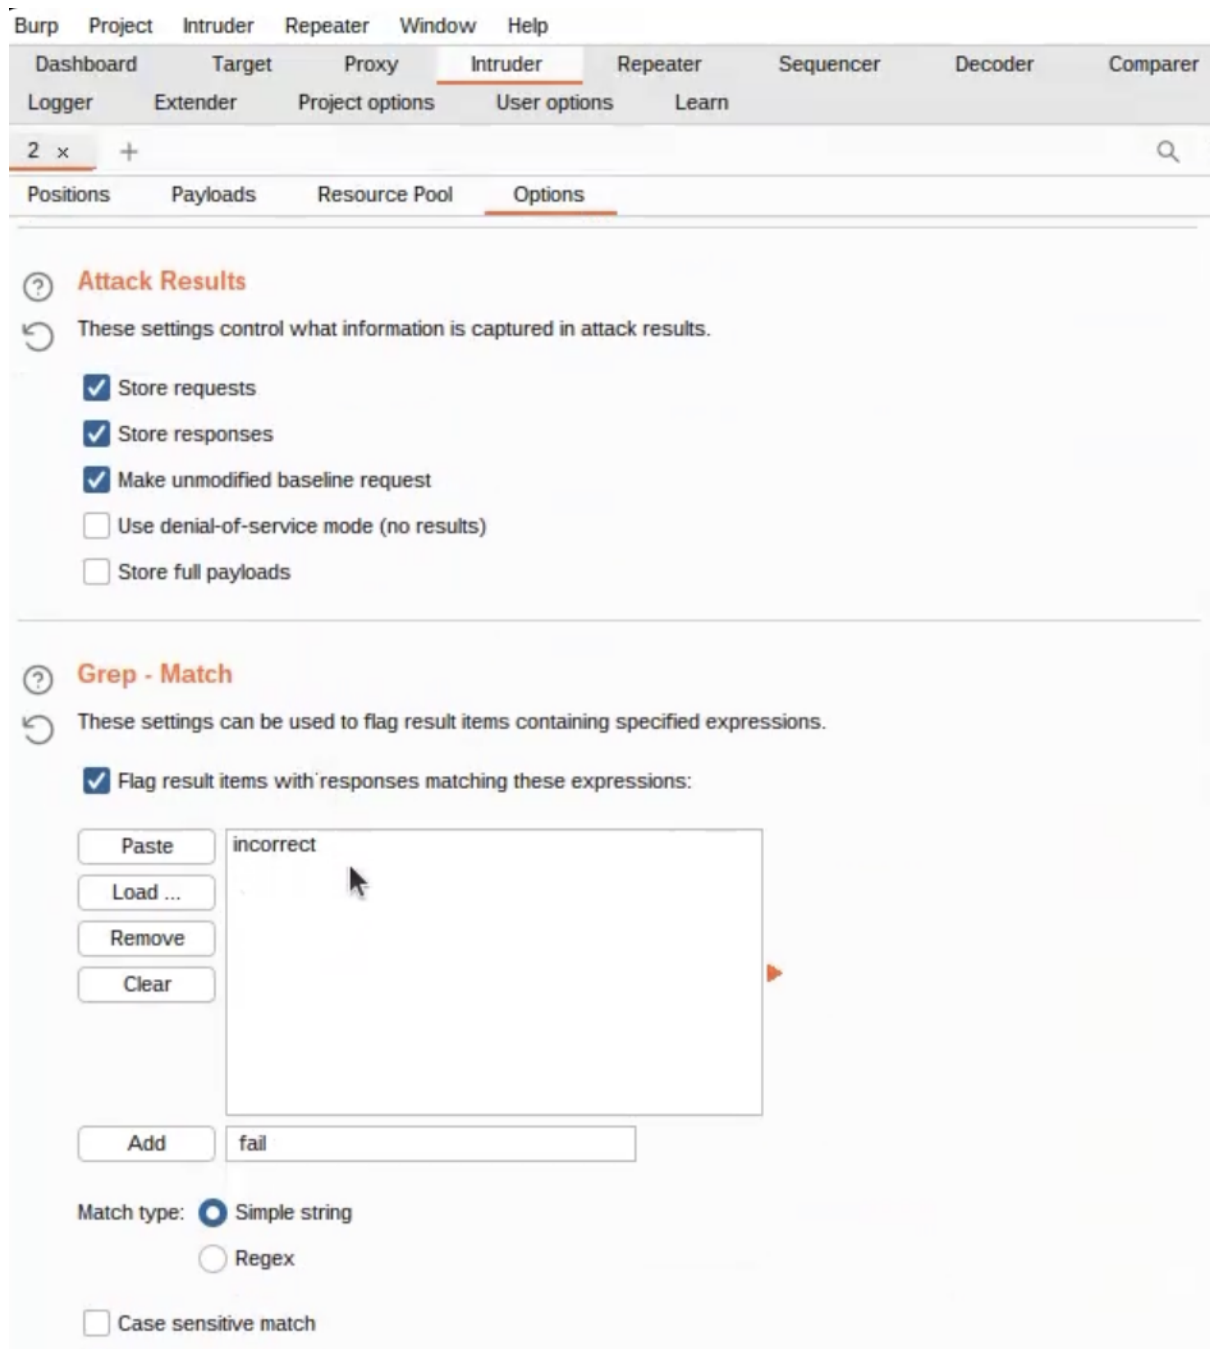 Burp Project Intruder Repeater Window Help
Dashboard Target Proxy Intruder Repeater Sequencer Decoder Comparer
Logger Extender Project options User options Learn
2 × +
Positions Payloads Resource Pool Options
? Attack Results
These settings control what information is captured in attack results.
Store requests
Store responses
Make unmodified baseline request
Use denial-of-service mode (no results)
Store full payloads
? Grep - Match
These settings can be used to flag result items containing specified expressions.
Flag result items with responses matching these expressions:
Paste incorrect
Load ...
Remove
Clear
Add fail
Match type: Simple string
Regex
Case sensitive match